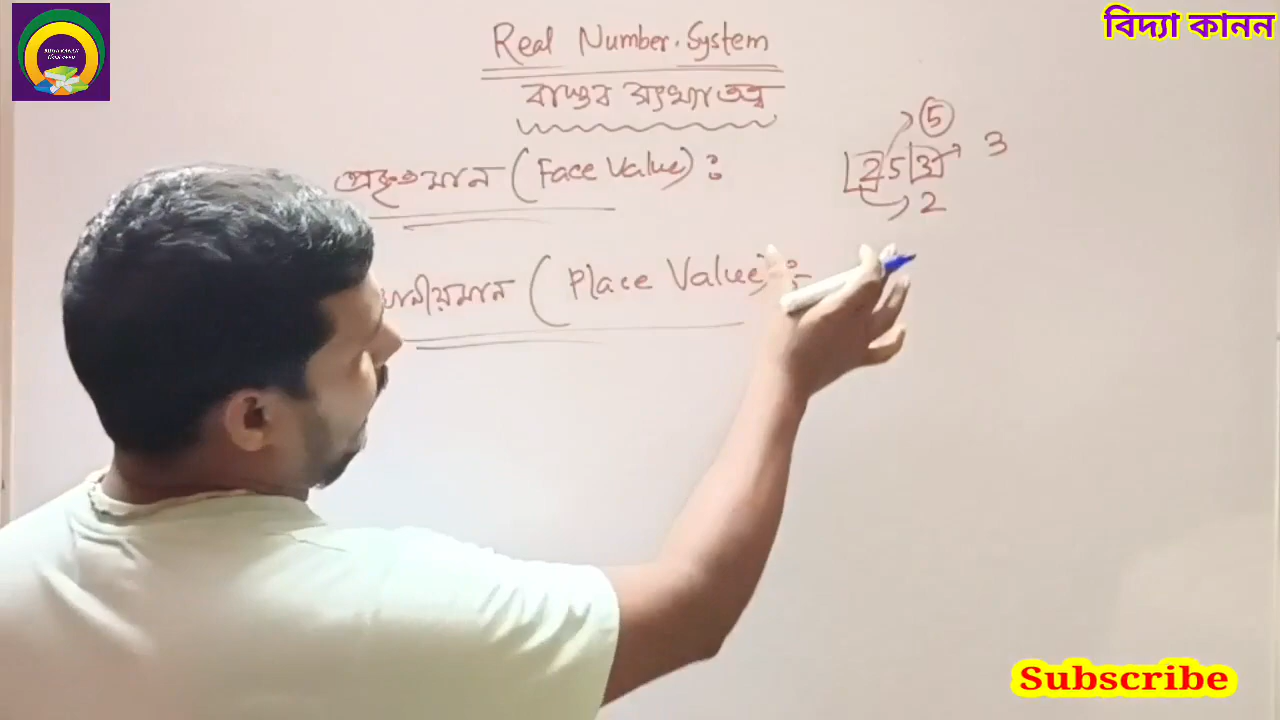 বিদ্যা কানন
Real Number System
বাস্তব সংখ্যাতত্ব
প্রকৃতমান (Face Value) :
5
253 3
2
নীয়মান (Place Value) :-
Subscribe